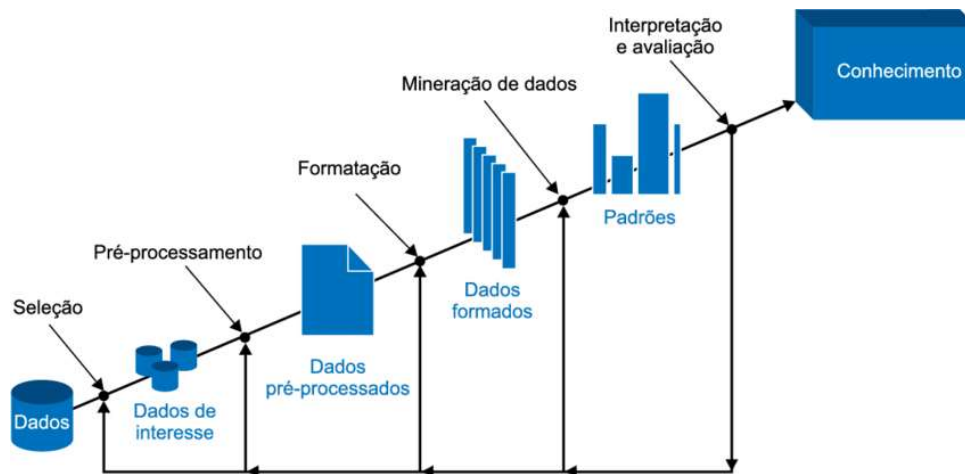 Interpretação
e avaliação
Conhecimento
Mineração de dados
Formatação
Padrões
Pré-processamento
Dados
formados
Seleção
Dados
pré-processados
Dados de
interesse
Dados